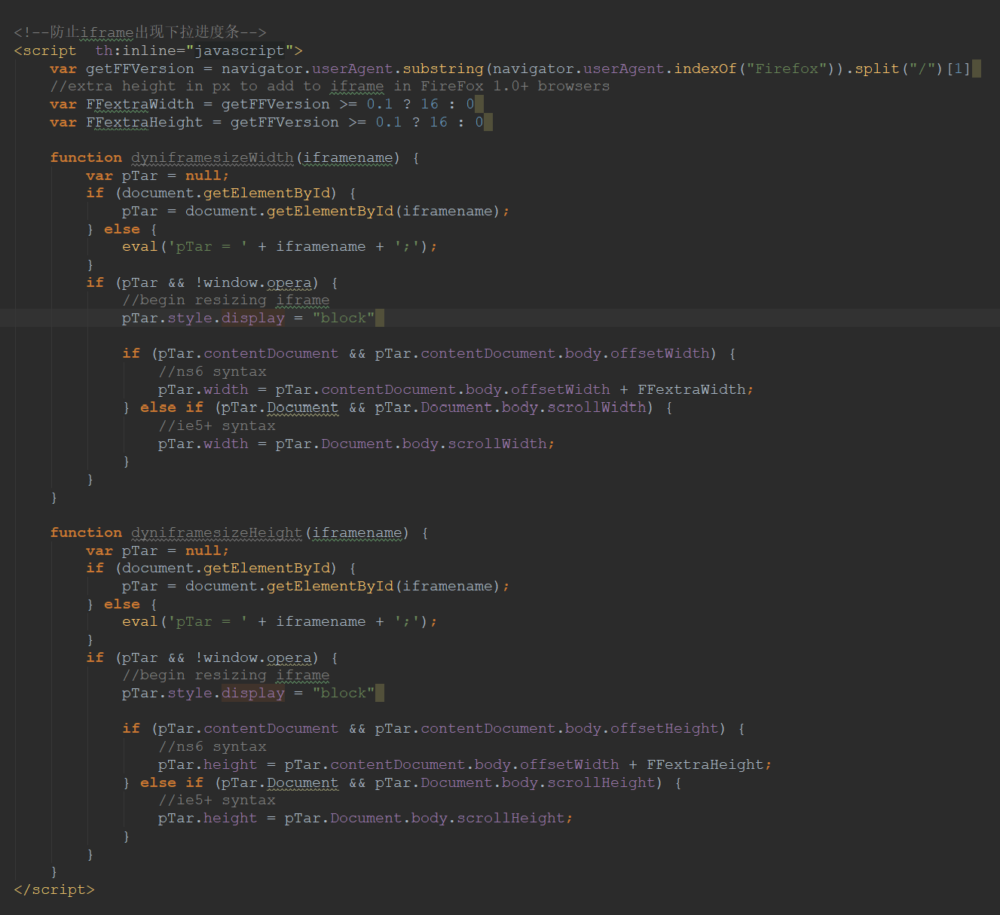 <!--防止iframe出现下拉进度条-->
<script  th:inline="javascript">
    var getFFVersion = navigator.userAgent.substring(navigator.userAgent.indexOf("Firefox")).split("/")[1]
    //extra height in px to add to iframe in FireFox 1.0+ browsers
    var FFextraWidth = getFFVersion >= 0.1 ? 16 : 0
    var FFextraHeight = getFFVersion >= 0.1 ? 16 : 0

    function dyniframesizeWidth(iframename) {
        var pTar = null;
        if (document.getElementById) {
            pTar = document.getElementById(iframename);
        } else {
            eval('pTar = ' + iframename + ';');
        }
        if (pTar && !window.opera) {
            //begin resizing iframe
            pTar.style.display = "block"

            if (pTar.contentDocument && pTar.contentDocument.body.offsetWidth) {
                //ns6 syntax
                pTar.width = pTar.contentDocument.body.offsetWidth + FFextraWidth;
            } else if (pTar.Document && pTar.Document.body.scrollWidth) {
                //ie5+ syntax
                pTar.width = pTar.Document.body.scrollWidth;
            }
        }
    }

    function dyniframesizeHeight(iframename) {
        var pTar = null;
        if (document.getElementById) {
            pTar = document.getElementById(iframename);
        } else {
            eval('pTar = ' + iframename + ';');
        }
        if (pTar && !window.opera) {
            //begin resizing iframe
            pTar.style.display = "block"

            if (pTar.contentDocument && pTar.contentDocument.body.offsetHeight) {
                //ns6 syntax
                pTar.height = pTar.contentDocument.body.offsetWidth + FFextraHeight;
            } else if (pTar.Document && pTar.Document.body.scrollHeight) {
                //ie5+ syntax
                pTar.height = pTar.Document.body.scrollHeight;
            }
        }
    }
</script>